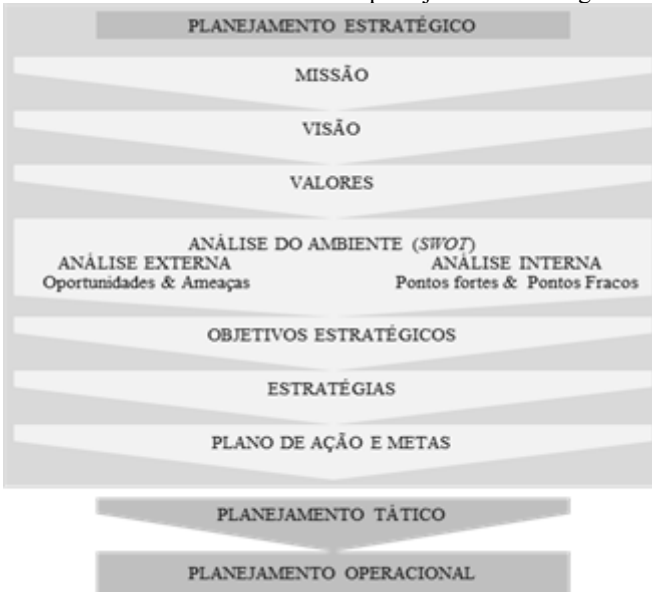 PLANEJAMENTO ESTRATÉGICO
MISSÃO
VISÃO
VALORES
ANÁLISE DO AMBIENTE (SWOT)
ANÁLISE EXTERNA ANÁLISE INTERNA
Oportunidades & Ameaças Pontos fortes & Pontos Fracos
OBJETIVOS ESTRATÉGICOS
ESTRATÉGIAS
PLANO DE AÇÃO E METAS
PLANEJAMENTO TÁTICO
PLANEJAMENTO OPERACIONAL